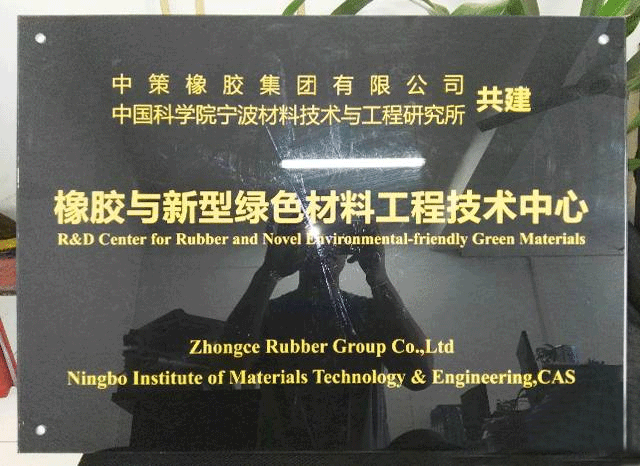 中策橡胶集团有限公司
中国科学院宁波材料技术与工程研究所
共建
橡胶与新型绿色材料工程技术中心
R&D Center for Rubber and Novel Environmental-friendly Green Materials
Zhongce Rubber Group Co.,Ltd
Ningbo Institute of Materials Technology & Engineering,CAS